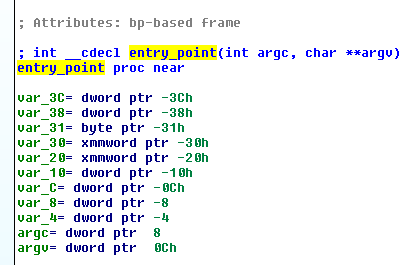 ; Attributes: bp-based frame
; int __cdecl entry_point(int argc, char **argv)
entry_point proc near
var_3C= dword ptr -3Ch
var_38= dword ptr -38h
var_31= byte ptr -31h
var_30= xmmword ptr -30h
var_20= xmmword ptr -20h
var_10= dword ptr -10h
var_C= dword ptr -0Ch
var_8= dword ptr -8
var_4= dword ptr -4
argc= dword ptr  8
argv= dword ptr  0Ch